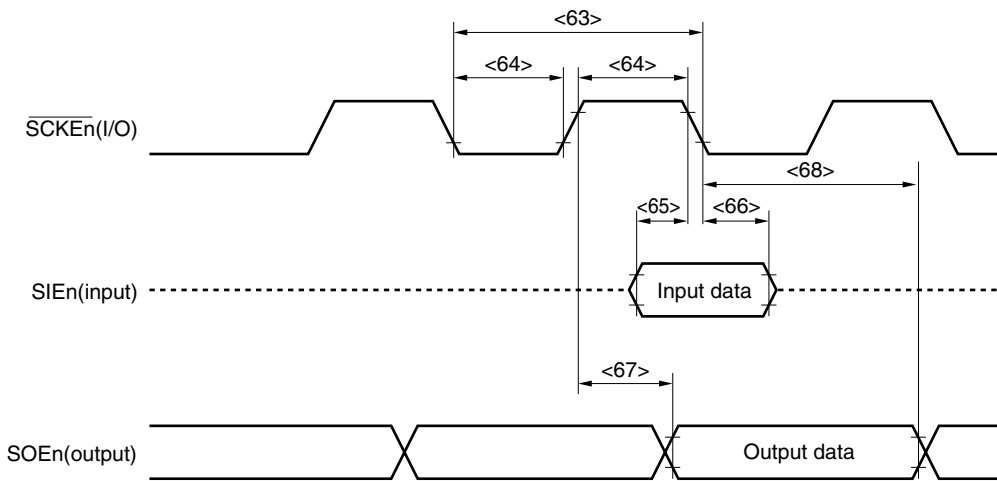 <63>
<64> <64>
SCKEn(I/O)
<68>
<65> <66>
SIEn(input) Input data
<67>
SOEn(output) Output data